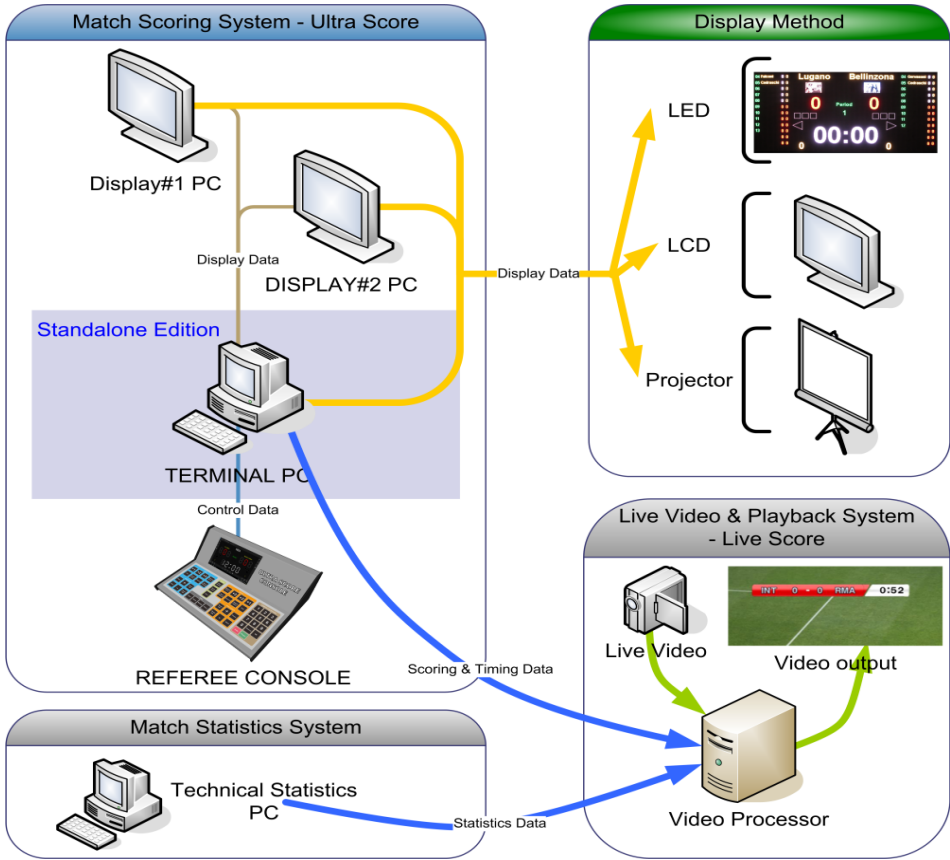 Match Scoring System - Ultra Score
Display#1 PC
DISPLAY#2 PC
Display Data
Standalone Edition
TERMINAL PC
Control Data
REFEREE CONSOLE
Display Data
Scoring & Timing Data
Display Method
LED
Lugano
Bellinzona
0
Period
0
1
00:00
0
0
LCD
Projector
Live Video & Playback System
- Live Score
INT 0 - 0 RMA 0:52
Live Video
Video output
Video Processor
Match Statistics System
Technical Statistics
PC
Statistics Data